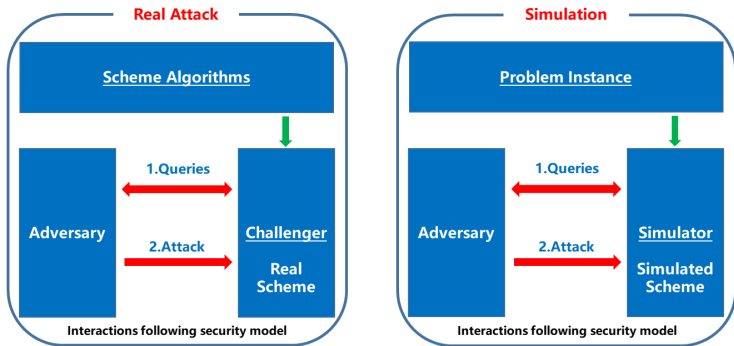 Real Attack
Scheme Algorithms
1.Queries
Adversary
2.Attack
Challenger
Real
Scheme
Interactions following security model
Simulation
Problem Instance
1.Queries
Adversary
2.Attack
Simulator
Simulated
Scheme
Interactions following security model